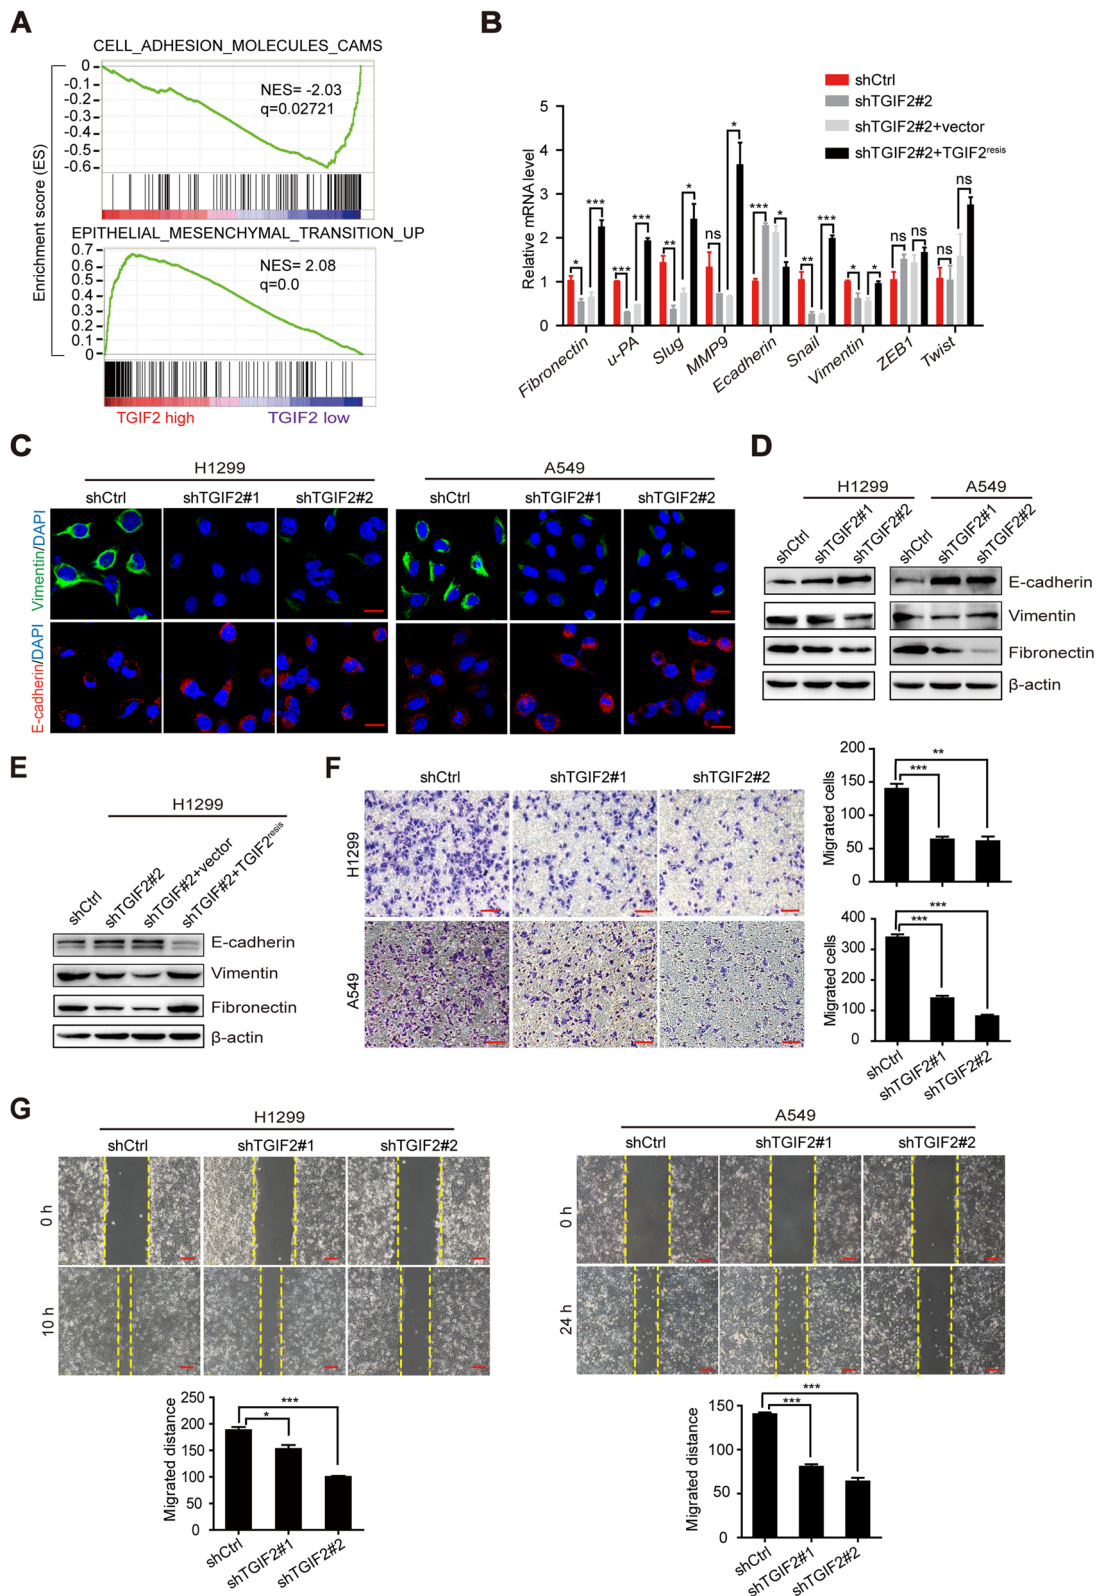 A
CELL_ADHESION_MOLECULES_CAMS
0
-0.1
-0.2
-0.3
-0.4
-0.5
-0.6
NES= -2.03
q=0.02721
Enrichment score (ES)
EPITHELIAL_MESENCHYMAL_TRANSITION_UP
0.7
0.6
0.5
0.4
0.3
0.2
0.1
0
NES= 2.08
q=0.0
TGIF2 high
TGIF2 low
B
shCtrl
shTGIF2#2
shTGIF2#2+vector
shTGIF2#2+TGIF2resis
Relative mRNA level
5
4
3
2
1
0
* *** *** *** ** * ns * *** * ** *** * * ns ns ns ns
Fibronectin
u-PA
Slug
MMP9
Ecadherin
Snail
Vimentin
ZEB1
Twist
C
H1299
A549
shCtrl shTGIF2#1 shTGIF2#2 shCtrl shTGIF2#1 shTGIF2#2
Vimentin/DAPI
E-cadherin/DAPI
D
H1299 A549
shCtrl shTGIF2#1 shTGIF2#2 shCtrl shTGIF2#1 shTGIF2#2
E-cadherin
Vimentin
Fibronectin
β-actin
E
H1299
shCtrl
shTGIF2#2
shTGIF#2+vector
shTGIF#2+TGIF2resis
E-cadherin
Vimentin
Fibronectin
β-actin
F
shCtrl shTGIF2#1 shTGIF2#2
H1299
A549
Migrated cells
200
150
100
50
0
**
***
Migrated cells
400
300
200
100
0
***
***
shCtrl
shTGIF2#1
shTGIF2#2
G
H1299
shCtrl shTGIF2#1 shTGIF2#2
0 h
10 h
Migrated distance
250
200
150
100
50
0
***
*
shCtrl
shTGIF2#1
shTGIF2#2
A549
shCtrl shTGIF2#1 shTGIF2#2
0 h
24 h
Migrated distance
150
100
50
0
***
***
shCtrl
shTGIF2#1
shTGIF2#2